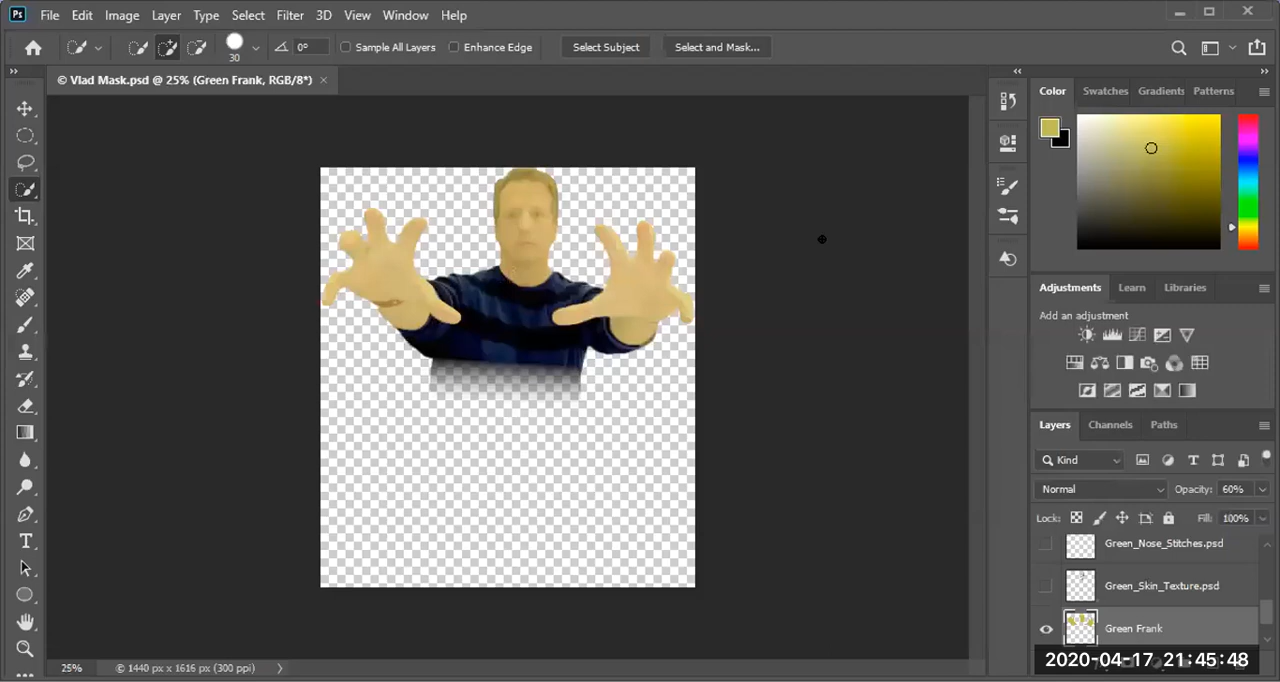 Ps File Edit Image Layer Type Select Filter 3D View Window Help
30 0° Sample All Layers Enhance Edge Select Subject Select and Mask...
© Vlad Mask.psd @ 25% (Green Frank, RGB/8*) ×
Color Swatches Gradients Patterns
Adjustments Learn Libraries
Add an adjustment
Layers Channels Paths
Kind
Normal Opacity: 60%
Lock: Fill: 100%
Green_Nose_Stitches.psd
Green_Skin_Texture.psd
Green Frank
25% © 1440 px x 1616 px (300 ppi)
2020-04-17 21:45:48